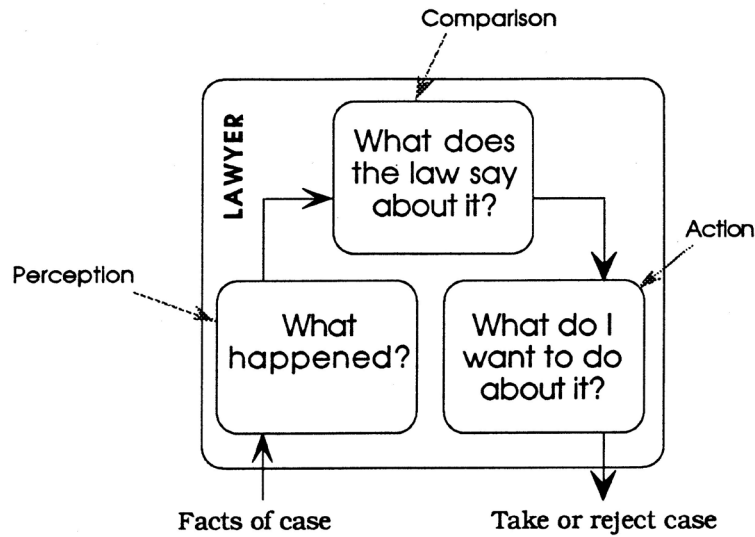 Comparison
LAWYER
What does
the law say
about it?
Action
Perception
What
happened?
What do I
want to do
about it?
Facts of case
Take or reject case